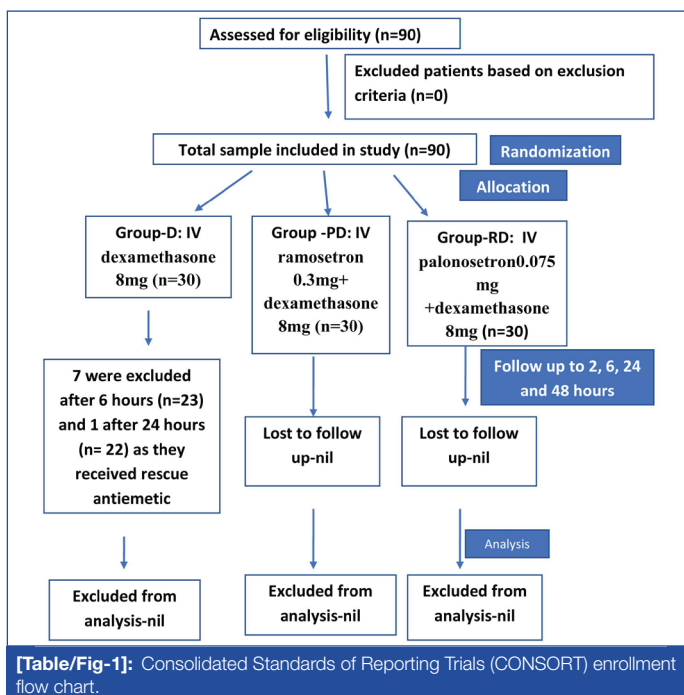 Assessed for eligibility (n=90)
Excluded patients based on exclusion
criteria (n=0)
Total sample included in study (n=90)
Randomization
Allocation
Group-D: IV
dexamethasone
8mg (n=30)
Group -PD: IV
ramosetron
0.3mg+
dexamethasone
8mg (n=30)
Group-RD: IV
palonosetron0.075
mg
+dexamethasone
8mg (n=30)
Follow up to 2, 6, 24
and 48 hours
7 were excluded
after 6 hours (n=23)
and 1 after 24 hours
(n= 22) as they
received rescue
antiemetic
Lost to follow
up-nil
Lost to follow
up-nil
Analysis
Excluded from
analysis-nil
Excluded from
analysis-nil
Excluded from
analysis-nil
[Table/Fig-1]: Consolidated Standards of Reporting Trials (CONSORT) enrollment
flow chart.